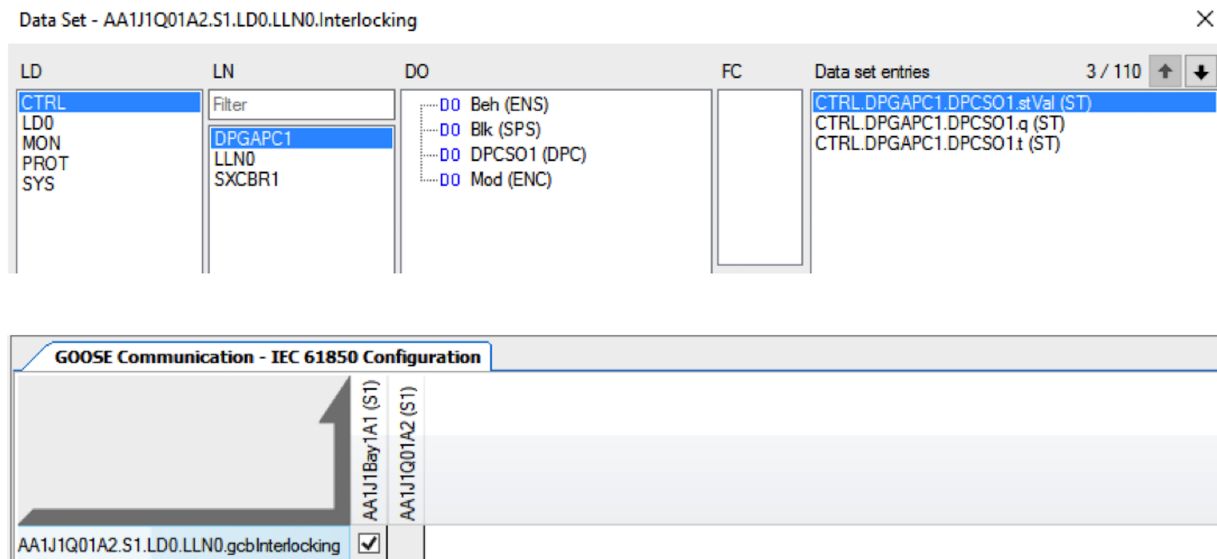 Data Set - AA1J1Q01A2.S1.LD0.LLN0.Interlocking
LD
LN
DO
FC
Data set entries
3 / 110
CTRL
LD0
MON
PROT
SYS
Filter
DPGAPC1
LLN0
SXCBR1
DO Beh (ENS)
DO Blk (SPS)
DO DPCSO1 (DPC)
DO Mod (ENC)
CTRL.DPGAPC1.DPCSO1.stVal (ST)
CTRL.DPGAPC1.DPCSO1.q (ST)
CTRL.DPGAPC1.DPCSO1.t (ST)
GOOSE Communication - IEC 61850 Configuration
AA1J1Bay1A1 (S1)
AA1J1Q01A2 (S1)
AA1J1Q01A2.S1.LD0.LLN0.gcbInterlocking